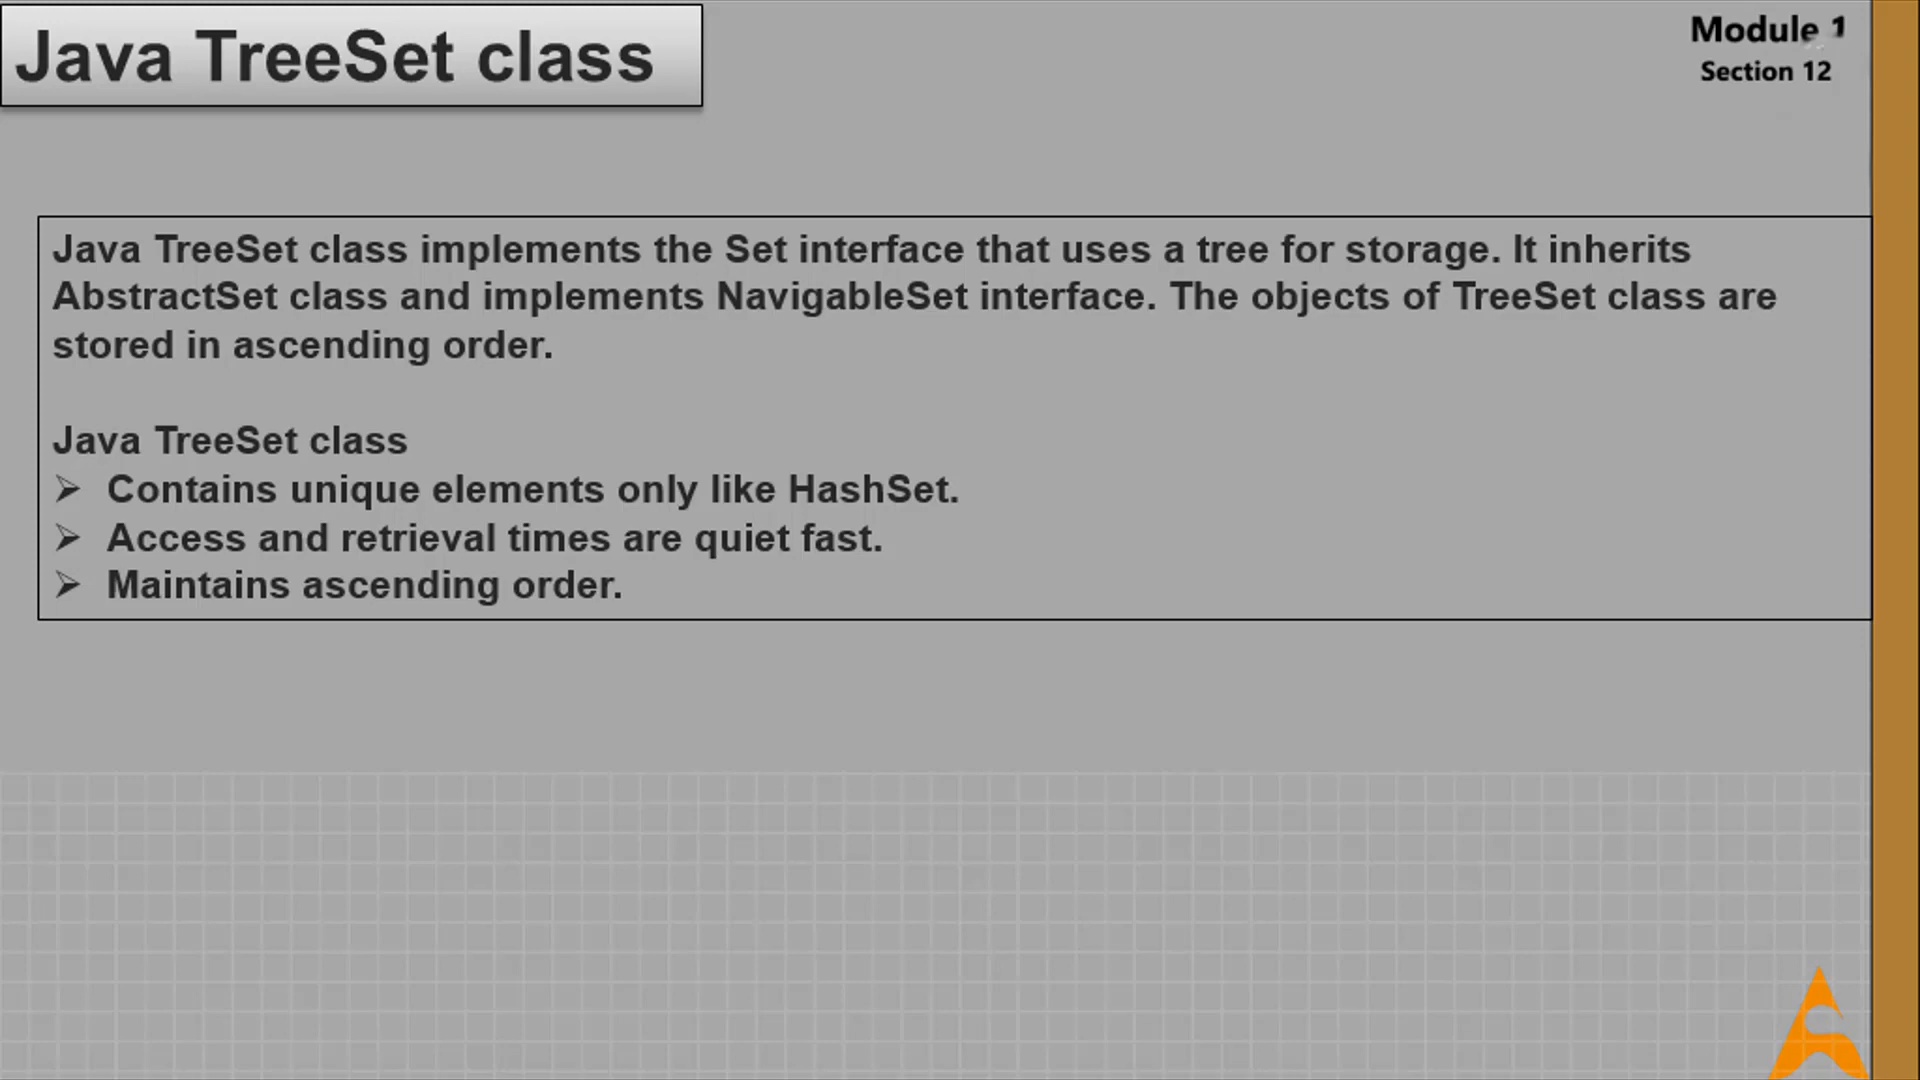 Java TreeSet class
Module 1
Section 12
Java TreeSet class implements the Set interface that uses a tree for storage. It inherits
AbstractSet class and implements NavigableSet interface. The objects of TreeSet class are
stored in ascending order.
Java TreeSet class
➢ Contains unique elements only like HashSet.
➢ Access and retrieval times are quiet fast.
➢ Maintains ascending order.